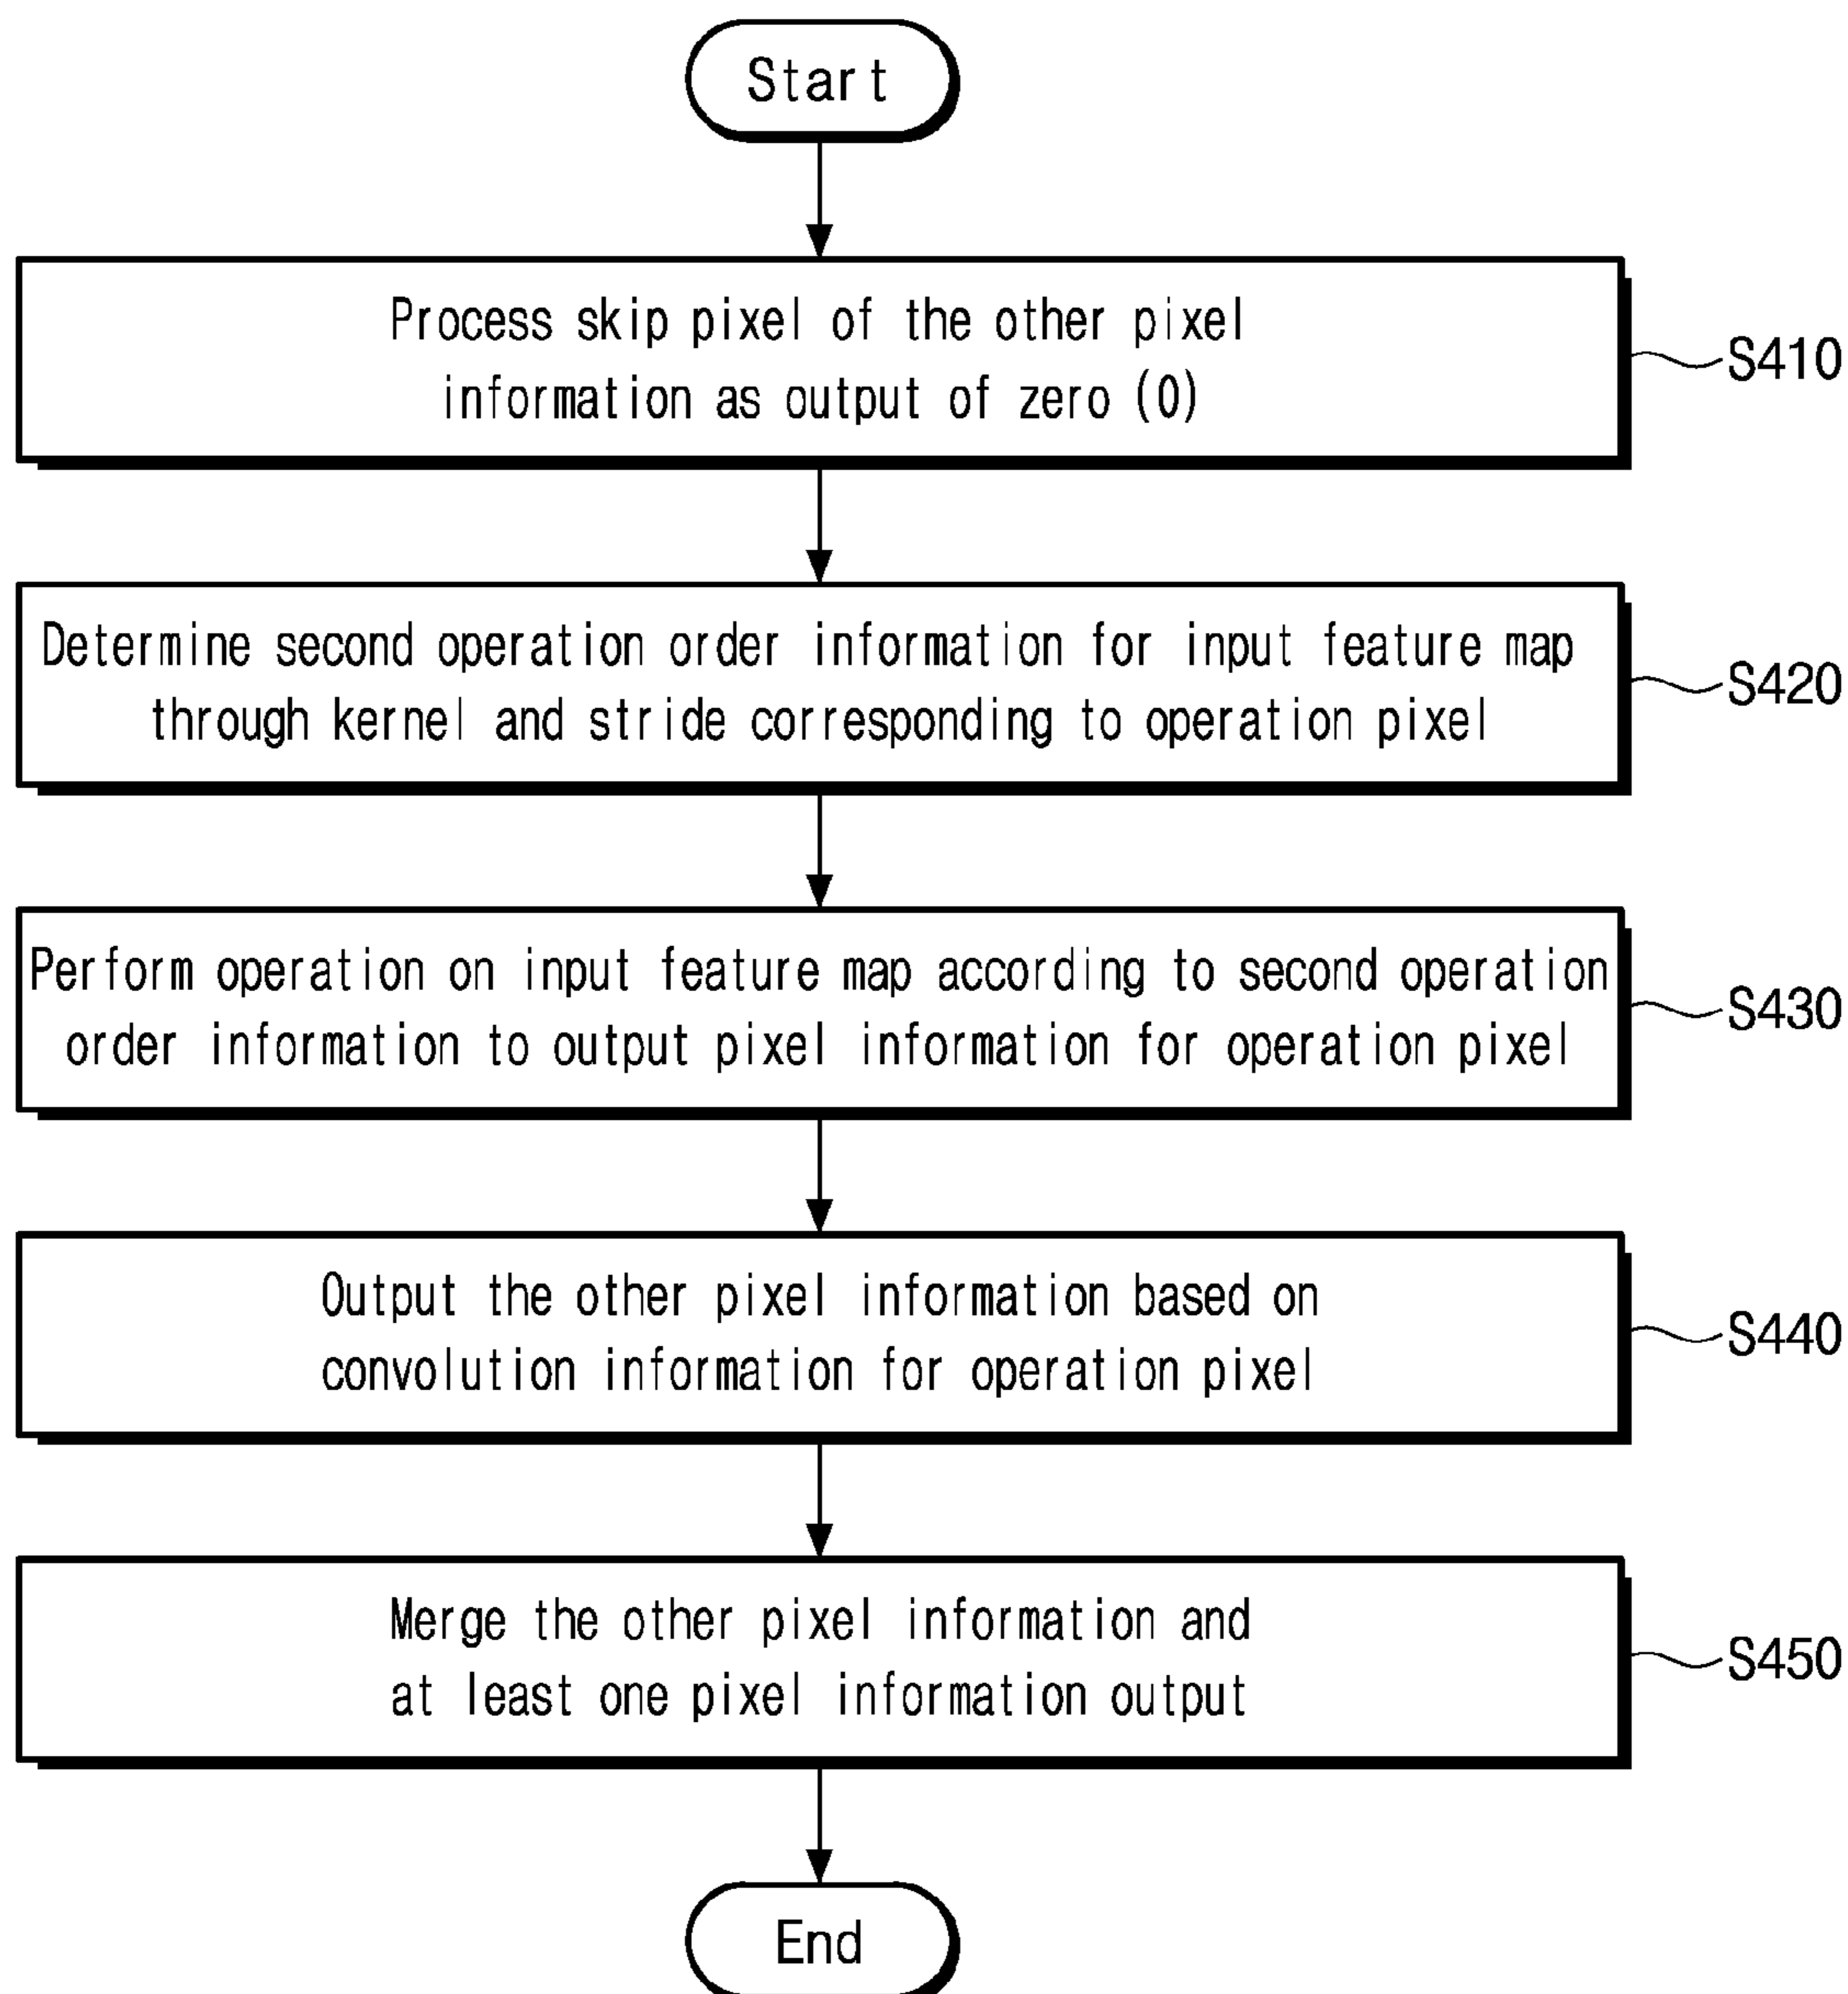 Start
Process skip pixel of the other pixel
information as output of zero (0)
S410
Determine second operation order information for input feature map
through kernel and stride corresponding to operation pixel
S420
Perform operation on input feature map according to second operation
order information to output pixel information for operation pixel
S430
Output the other pixel information based on
convolution information for operation pixel
S440
Merge the other pixel information and
at least one pixel information output
S450
End